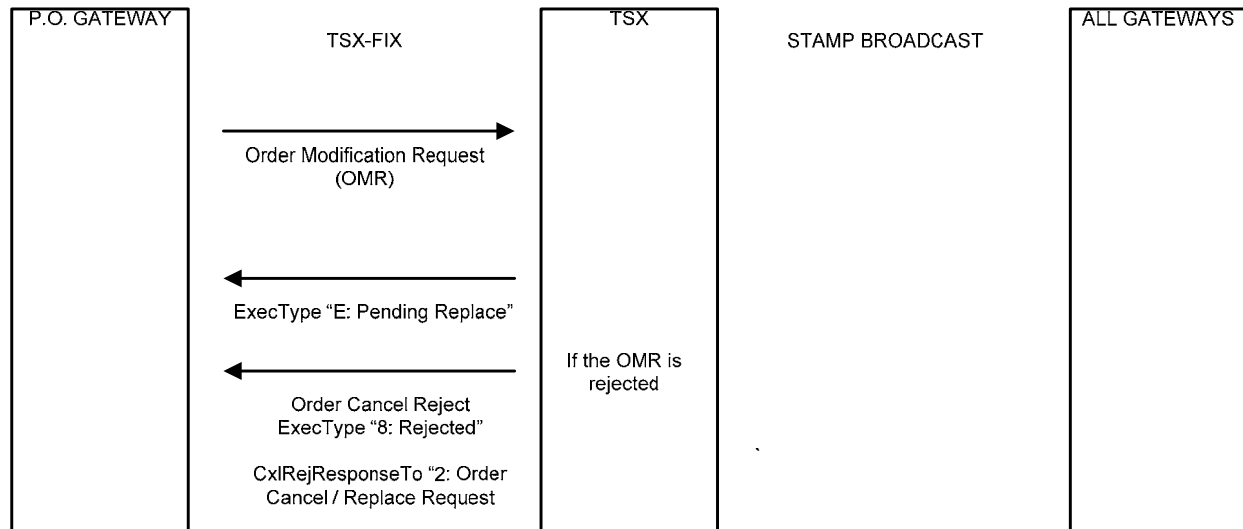 P.O. GATEWAY
TSX
ALL GATEWAYS
TSX-FIX
STAMP BROADCAST
Order Modification Request
(OMR)
ExecType “E: Pending Replace”
If the OMR is
rejected
Order Cancel Reject
ExecType “8: Rejected”
CxlRejResponseTo “2: Order
Cancel / Replace Request